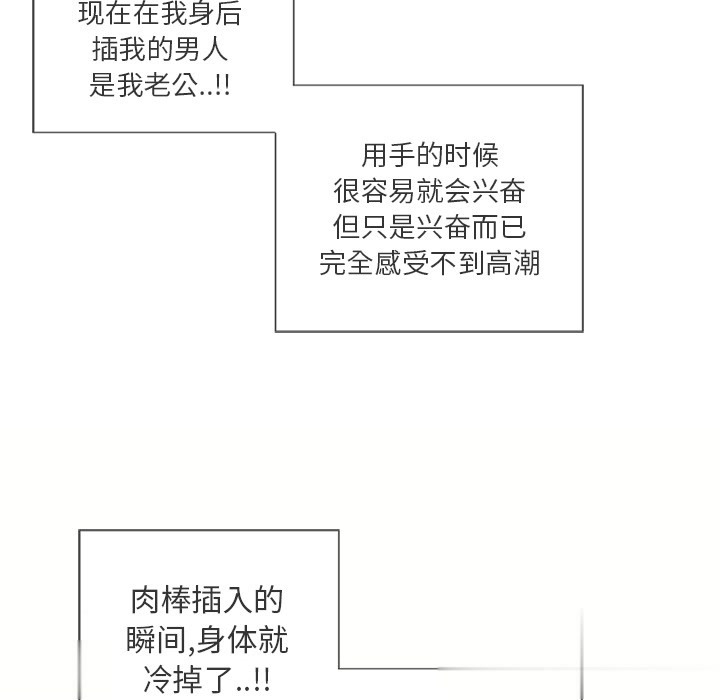 现在在我身后
插我的男人
是我老公..!!
用手的时候
很容易就会兴奋
但只是兴奋而已
完全感受不到高潮
肉棒插入的
瞬间,身体就
冷掉了..!!